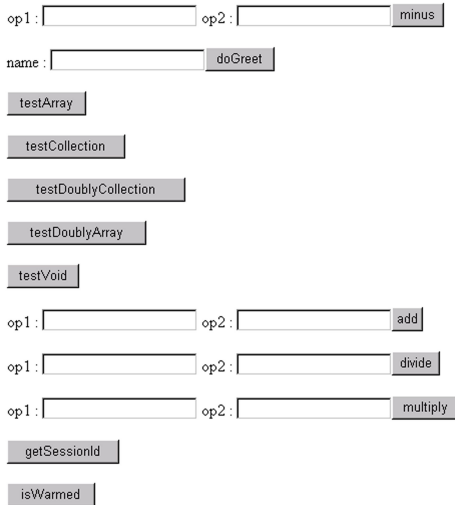 op1 : op2 : minus
name : doGreet
testArray
testCollection
testDoublyCollection
testDoublyArray
testVoid
op1 : op2 : add
op1 : op2 : divide
op1 : op2 : multiply
getSessionId
isWarmed